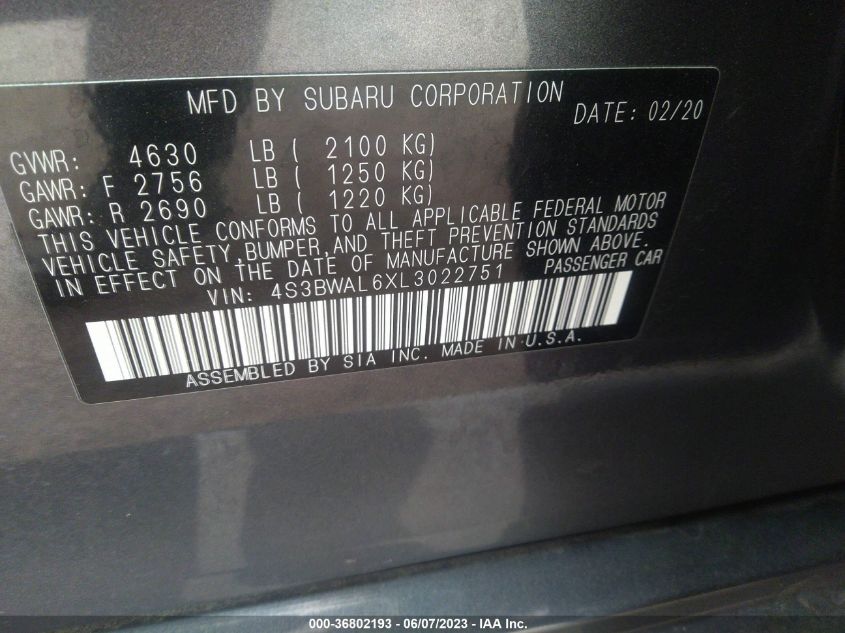 MFD BY SUBARU CORPORATION
DATE: 02/20
GVWR: 4630 LB ( 2100 KG)
GAWR: F 2756 LB ( 1250 KG)
GAWR: R 2690 LB ( 1220 KG)
THIS VEHICLE CONFORMS TO ALL APPLICABLE FEDERAL MOTOR
VEHICLE SAFETY,BUMPER,AND THEFT PREVENTION STANDARDS
IN EFFECT ON THE DATE OF MANUFACTURE SHOWN ABOVE.
VIN: 4S3BWAL6XL3022751 PASSENGER CAR
ASSEMBLED BY SIA INC. MADE IN U.S.A.
000-36802193 - 06/07/2023 - IAA Inc.